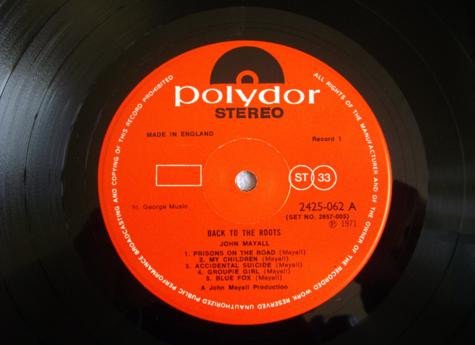 polydor
STEREO
MADE IN ENGLAND
Record 1
ST 33
St. George Music
2425-062 A
(SET NO. 2657-005)
℗ 1971
BACK TO THE ROOTS
JOHN MAYALL
1. PRISONS ON THE ROAD (Mayall)
2. MY CHILDREN (Mayall)
3. ACCIDENTAL SUICIDE (Mayall)
4. GROUPIE GIRL (Mayall)
5. BLUE FOX (Mayall)
A John Mayall Production
ALL RIGHTS OF THE MANUFACTURER AND OF THE OWNER OF THE RECORDED WORK RESERVED UNAUTHORIZED PUBLIC PERFORMANCE BROADCASTING AND COPYING OF THIS RECORD PROHIBITED